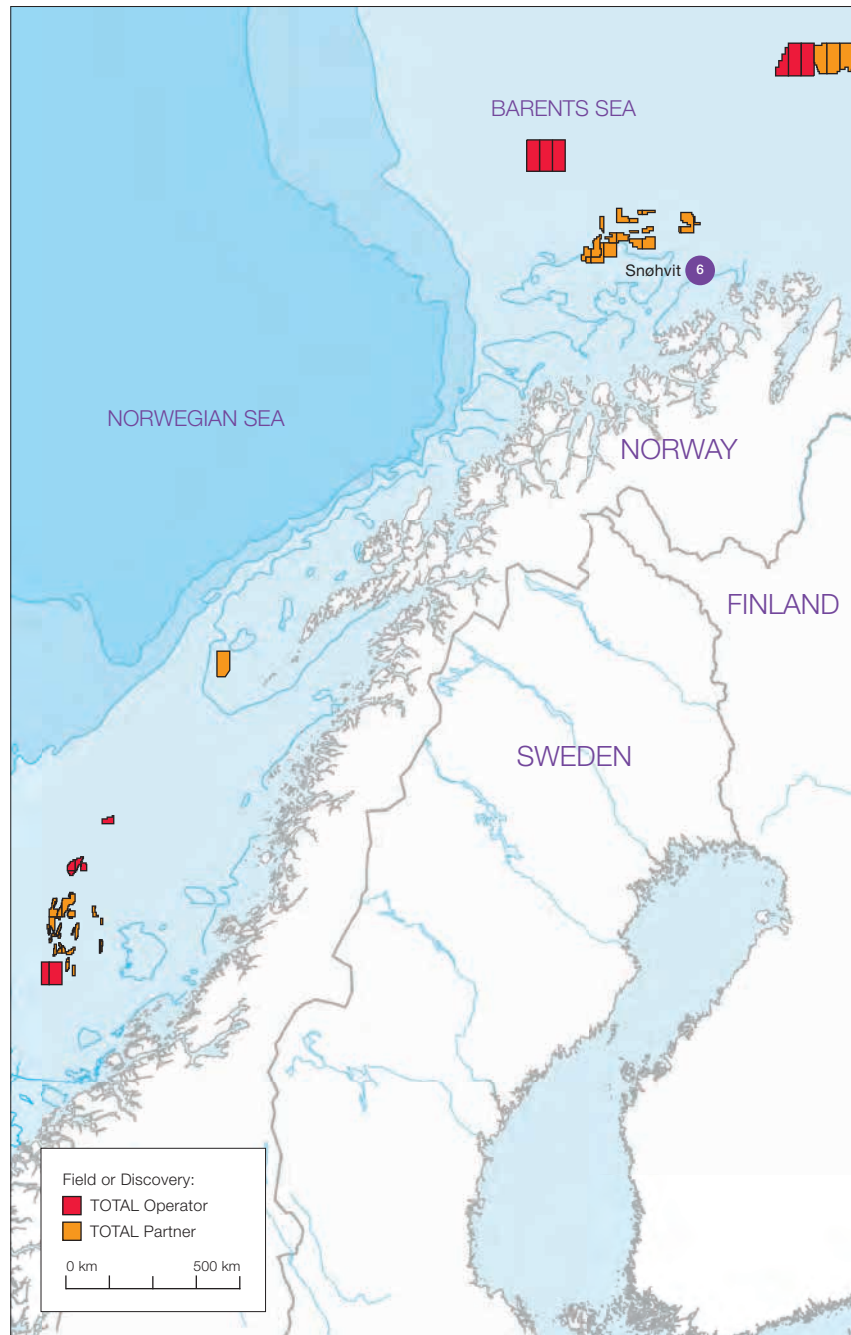 BARENTS SEA
Snøhvit 6
NORWEGIAN SEA
NORWAY
FINLAND
SWEDEN
Field or Discovery:
TOTAL Operator
TOTAL Partner
0 km 500 km